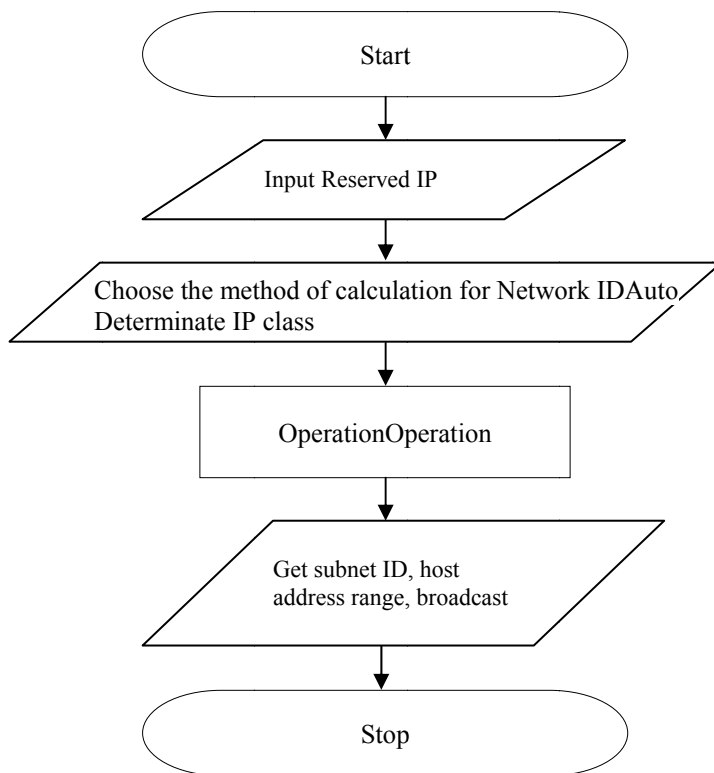 Start
Input Reserved IP
Choose the method of calculation for Network IDAuto
Determinate IP class
OperationOperation
Get subnet ID, host
address range, broadcast
Stop